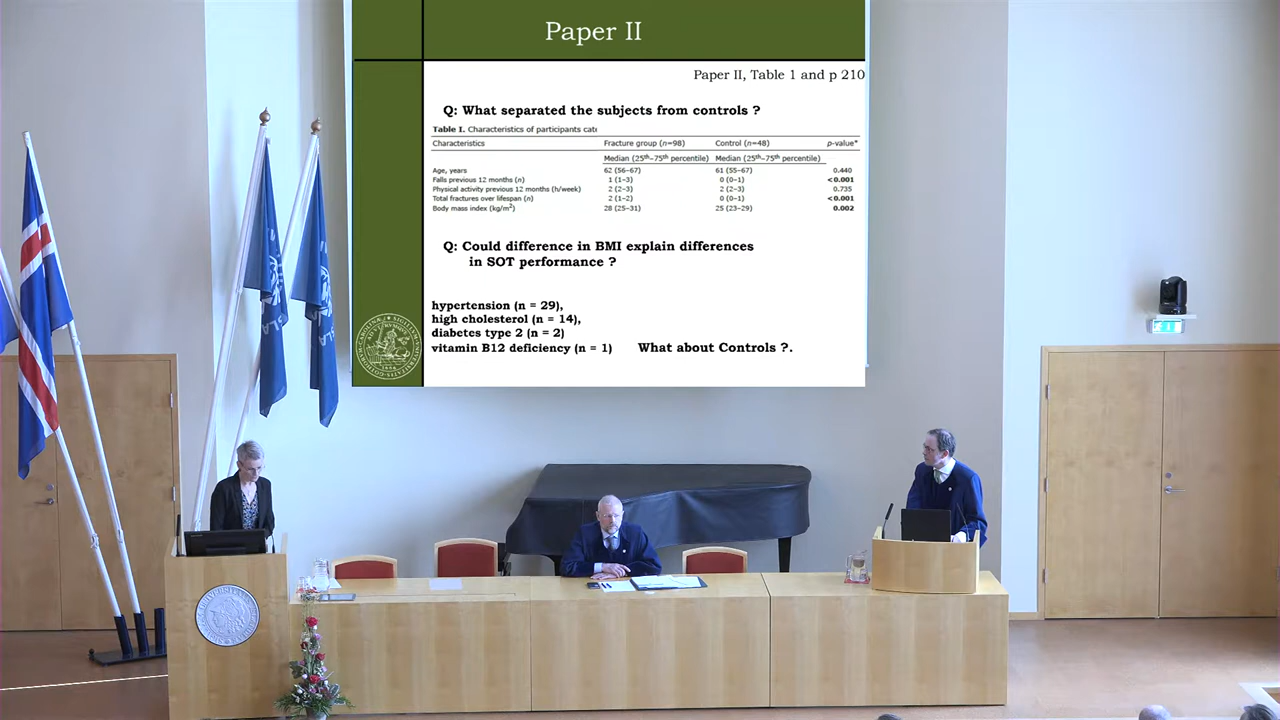 Paper II
Paper II, Table 1 and p 210
Q: What separated the subjects from controls ?
Table I. Characteristics of participants cate
Characteristics Fracture group (n=98) Control (n=48) p-value*
Median (25th–75th percentile) Median (25th–75th percentile)
Age, years 62 (56–67) 61 (55–67) 0.440
Falls previous 12 months (n) 1 (1–3) 0 (0–1) <0.001
Physical activity previous 12 months (h/week) 2 (2–3) 2 (2–3) 0.735
Total fractures over lifespan (n) 2 (1–2) 0 (0–1) <0.001
Body mass index (kg/m2) 28 (25–31) 25 (23–29) 0.002
Q: Could difference in BMI explain differences
in SOT performance ?
hypertension (n = 29),
high cholesterol (n = 14),
diabetes type 2 (n = 2)
vitamin B12 deficiency (n = 1) What about Controls ?.